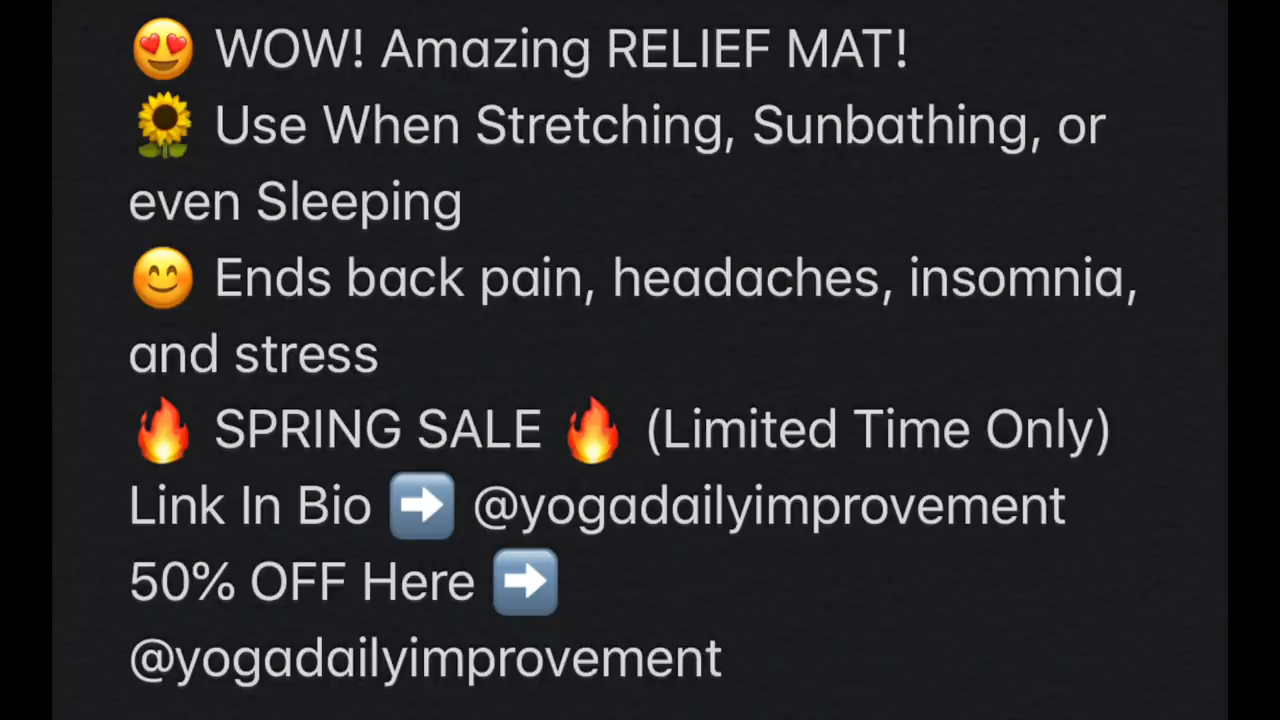 😍 WOW! Amazing RELIEF MAT!
🌻 Use When Stretching, Sunbathing, or
even Sleeping
😊 Ends back pain, headaches, insomnia,
and stress
🔥 SPRING SALE 🔥 (Limited Time Only)
Link In Bio ➡️ @yogadailyimprovement
50% OFF Here ➡️
@yogadailyimprovement